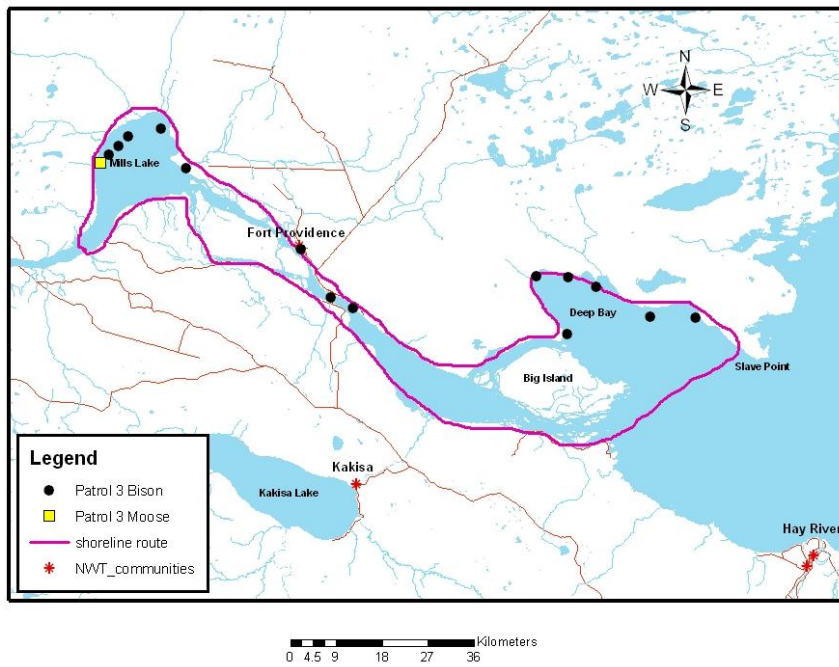 N
W E
S
Mills Lake
Fort Providence
Deep Bay
Slave Point
Big Island
Kakisa
Kakisa Lake
Hay River
Legend
Patrol 3 Bison
Patrol 3 Moose
shoreline route
NWT_communities
Kilometers
0 4.5 9 18 27 36